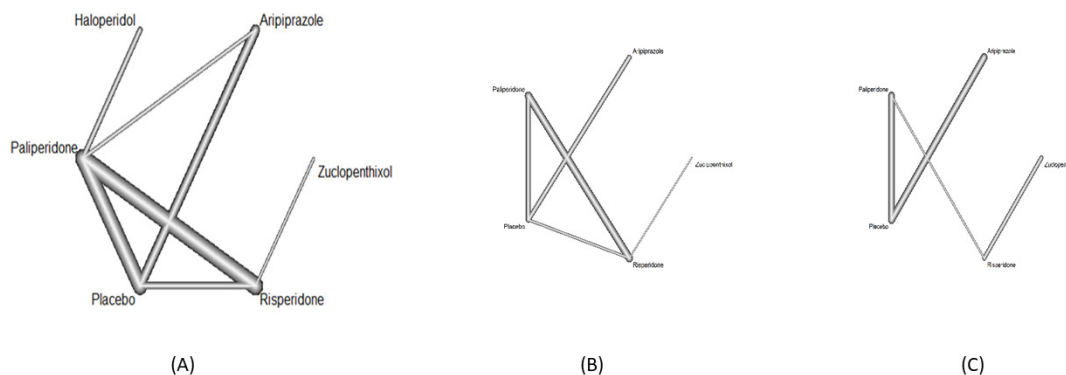 Haloperidol
Aripiprazole
Paliperidone
Zuclopenthixol
Placebo
Risperidone
(A)
Aripiprazole
Paliperidone
Zuclopenthixol
Placebo
Risperidone
(B)
Aripiprazole
Paliperidone
Zuclopen
Placebo
Risperidone
(C)